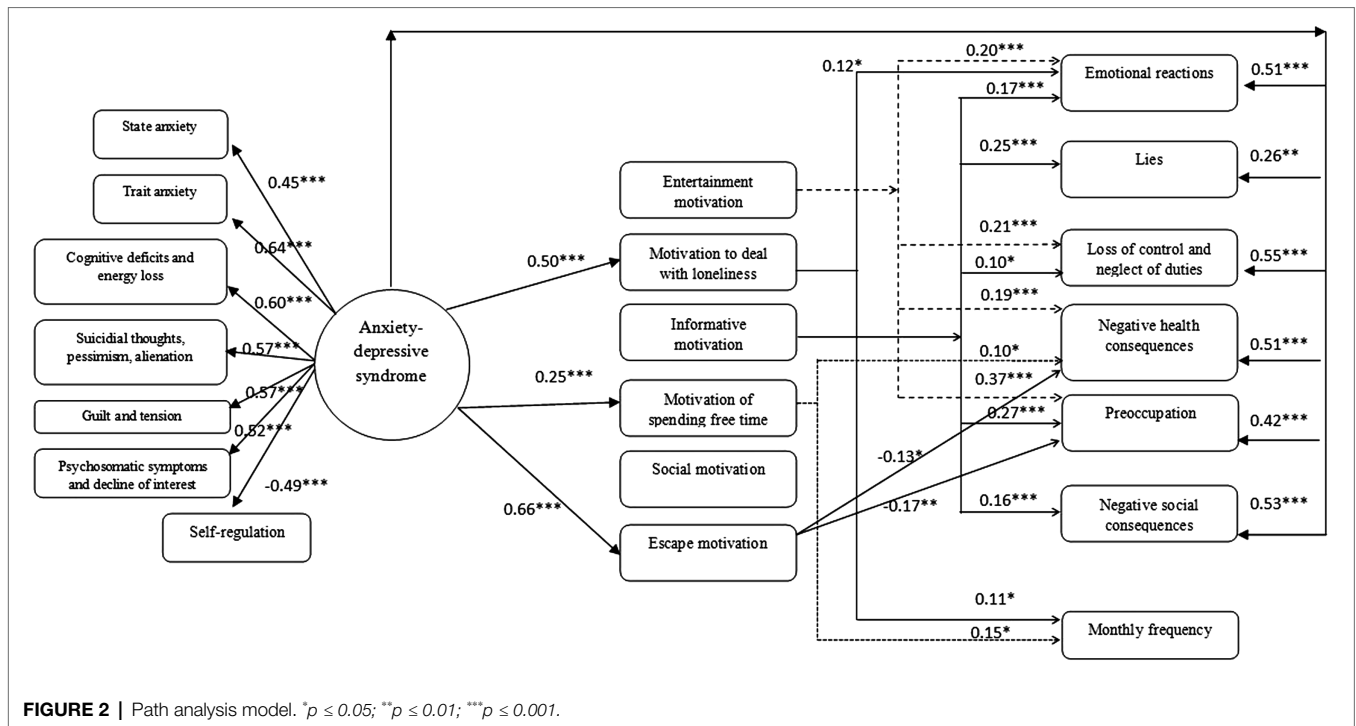 0.20***
0.12*
Emotional reactions
0.51***
0.17***
State anxiety
0.45***
0.25***
Lies
0.26**
Trait anxiety
Entertainment
motivation
0.64***
0.21***
Cognitive deficits and
energy loss
0.50***
Motivation to deal
with loneliness
Loss of control and
neglect of duties
0.55***
0.10*
0.60***
0.19***
Anxiety-
depressive
syndrome
Informative
motivation
Negative health
consequences
0.51***
Suicidial thoughts,
pessimism, alienation
0.57***
0.10*
0.25***
0.37***
0.57***
Motivation of
spending free time
Guilt and tension
0.27***
Preoccupation
0.42***
0.52***
Psychosomatic symptoms
and decline of interest
-0.13*
Social motivation
-0.49***
0.66***
-0.17**
0.16***
Negative social
consequences
0.53***
Self-regulation
Escape motivation
0.11*
Monthly frequency
0.15*
FIGURE 2 | Path analysis model. *p ≤ 0.05; **p ≤ 0.01; ***p ≤ 0.001.